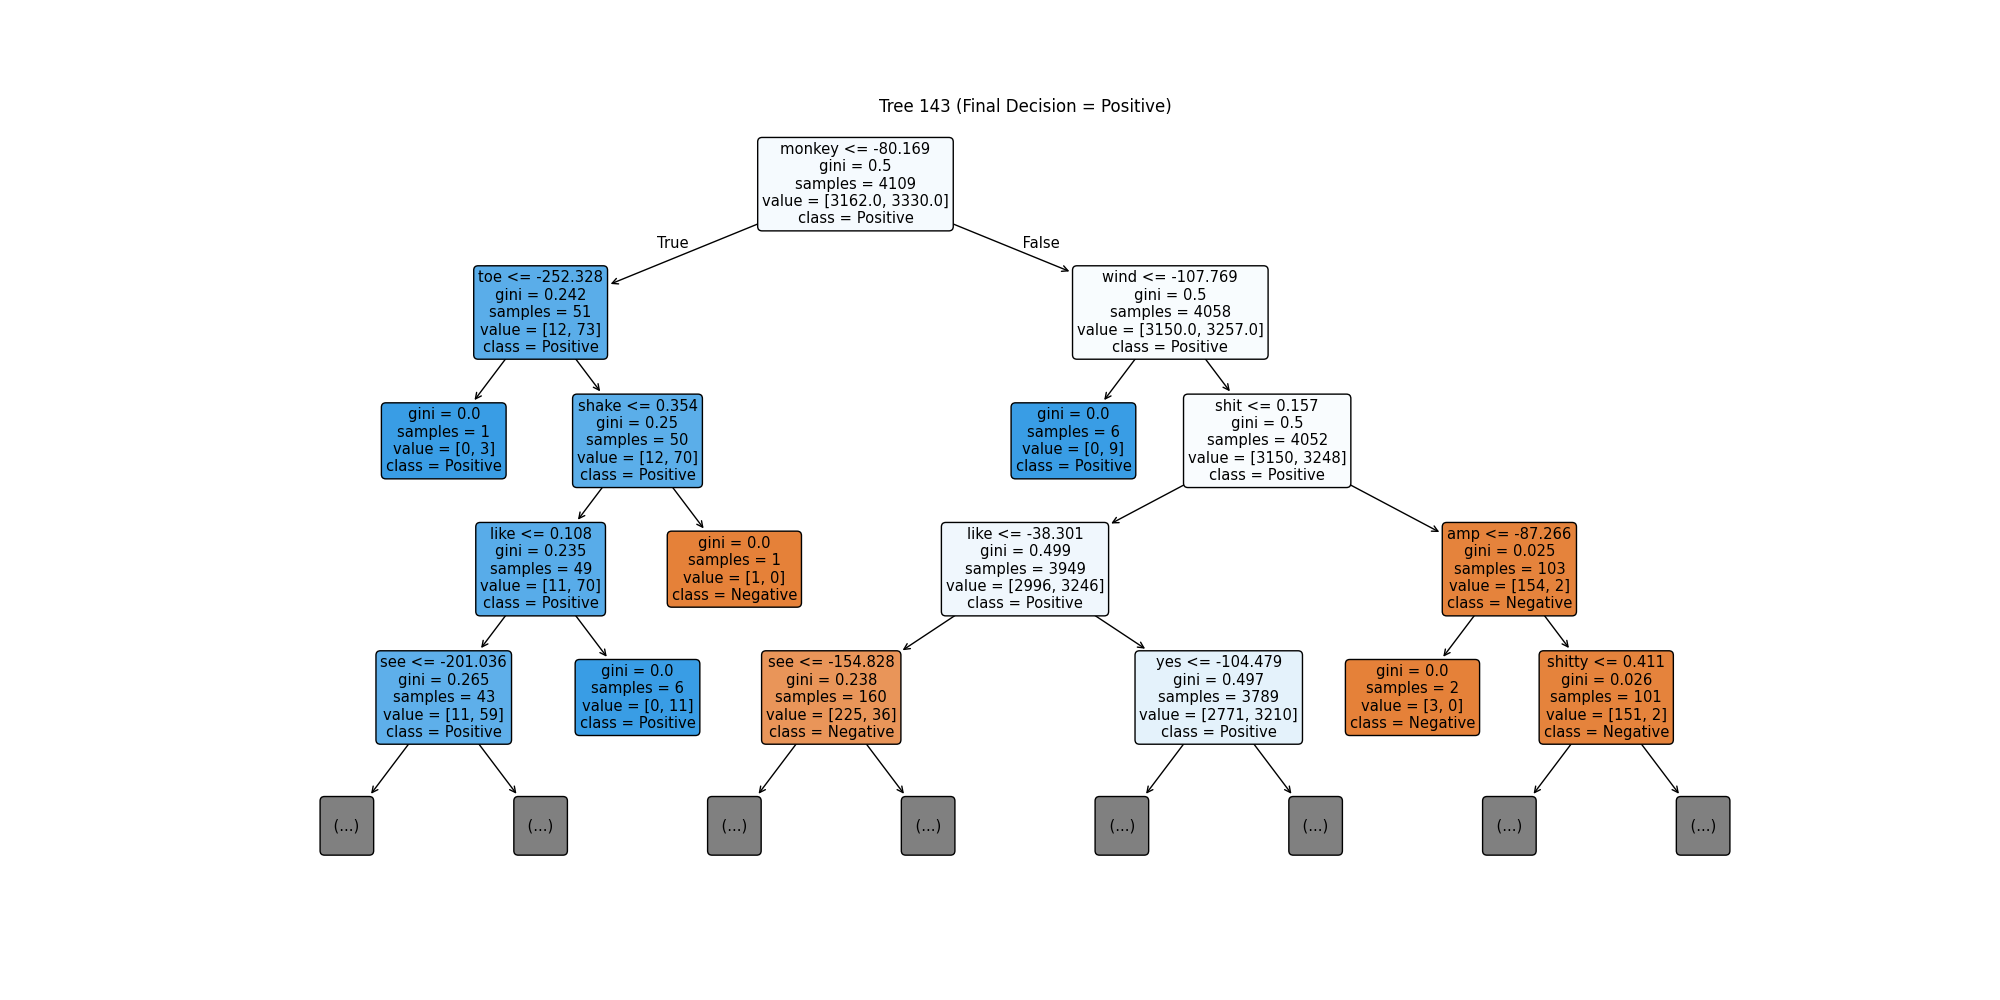 Tree 143 (Final Decision = Positive)
monkey <= -80.169
gini = 0.5
samples = 4109
value = [3162.0, 3330.0]
class = Positive
True
False
toe <= -252.328
gini = 0.242
samples = 51
value = [12, 73]
class = Positive
wind <= -107.769
gini = 0.5
samples = 4058
value = [3150.0, 3257.0]
class = Positive
gini = 0.0
samples = 1
value = [0, 3]
class = Positive
shake <= 0.354
gini = 0.25
samples = 50
value = [12, 70]
class = Positive
gini = 0.0
samples = 6
value = [0, 9]
class = Positive
shit <= 0.157
gini = 0.5
samples = 4052
value = [3150, 3248]
class = Positive
like <= 0.108
gini = 0.235
samples = 49
value = [11, 70]
class = Positive
gini = 0.0
samples = 1
value = [1, 0]
class = Negative
like <= -38.301
gini = 0.499
samples = 3949
value = [2996, 3246]
class = Positive
amp <= -87.266
gini = 0.025
samples = 103
value = [154, 2]
class = Negative
see <= -201.036
gini = 0.265
samples = 43
value = [11, 59]
class = Positive
gini = 0.0
samples = 6
value = [0, 11]
class = Positive
see <= -154.828
gini = 0.238
samples = 160
value = [225, 36]
class = Negative
yes <= -104.479
gini = 0.497
samples = 3789
value = [2771, 3210]
class = Positive
gini = 0.0
samples = 2
value = [3, 0]
class = Negative
shitty <= 0.411
gini = 0.026
samples = 101
value = [151, 2]
class = Negative
(...)
(...)
(...)
(...)
(...)
(...)
(...)
(...)